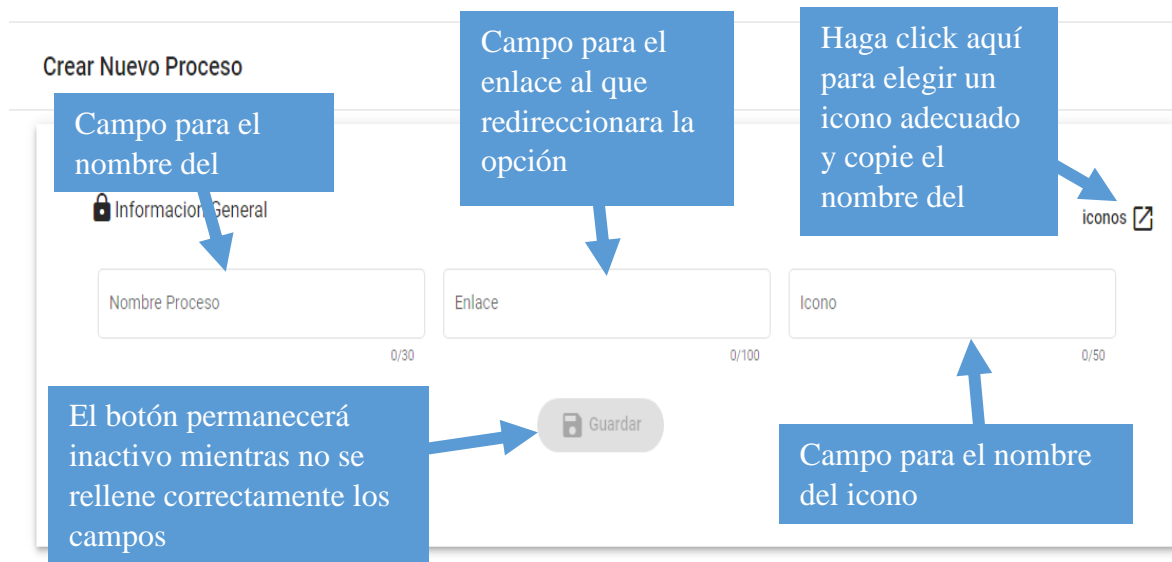 Crear Nuevo Proceso
Campo para el
nombre del
Campo para el
enlace al que
redireccionara la
opción
Haga click aquí
para elegir un
icono adecuado
y copie el
nombre del
Informacion General
iconos
Nombre Proceso
Enlace
Icono
0/30
0/100
0/50
El botón permanecerá
inactivo mientras no se
rellene correctamente los
campos
Guardar
Campo para el nombre
del icono